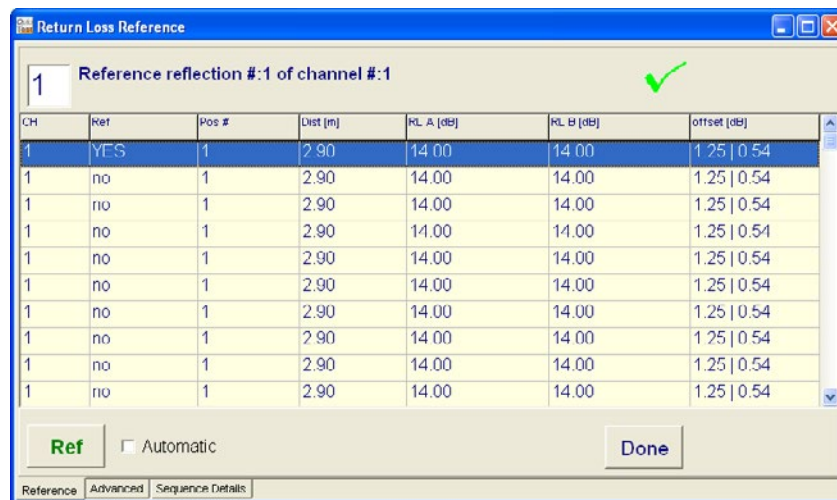 Return Loss Reference
1 Reference reflection #:1 of channel #:1
CH Ref Pos # Dist [m] RL A [dB] RL B [dB] offset [dB]
1 YES 1 2.90 14.00 14.00 1.25 | 0.54
1 no 1 2.90 14.00 14.00 1.25 | 0.54
1 no 1 2.90 14.00 14.00 1.25 | 0.54
1 no 1 2.90 14.00 14.00 1.25 | 0.54
1 no 1 2.90 14.00 14.00 1.25 | 0.54
1 no 1 2.90 14.00 14.00 1.25 | 0.54
1 no 1 2.90 14.00 14.00 1.25 | 0.54
1 no 1 2.90 14.00 14.00 1.25 | 0.54
1 no 1 2.90 14.00 14.00 1.25 | 0.54
1 no 1 2.90 14.00 14.00 1.25 | 0.54
Ref Automatic Done
Reference Advanced Sequence Details